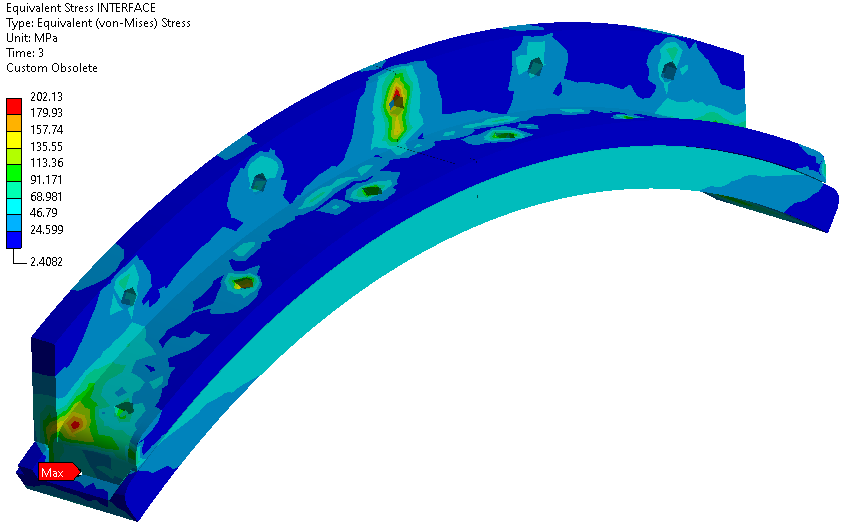 Equivalent Stress INTERFACE
Type: Equivalent (von-Mises) Stress
Unit: MPa
Time: 3
Custom Obsolete
202.13
179.93
157.74
135.55
113.36
91.171
68.981
46.79
24.599
2.4082
Max